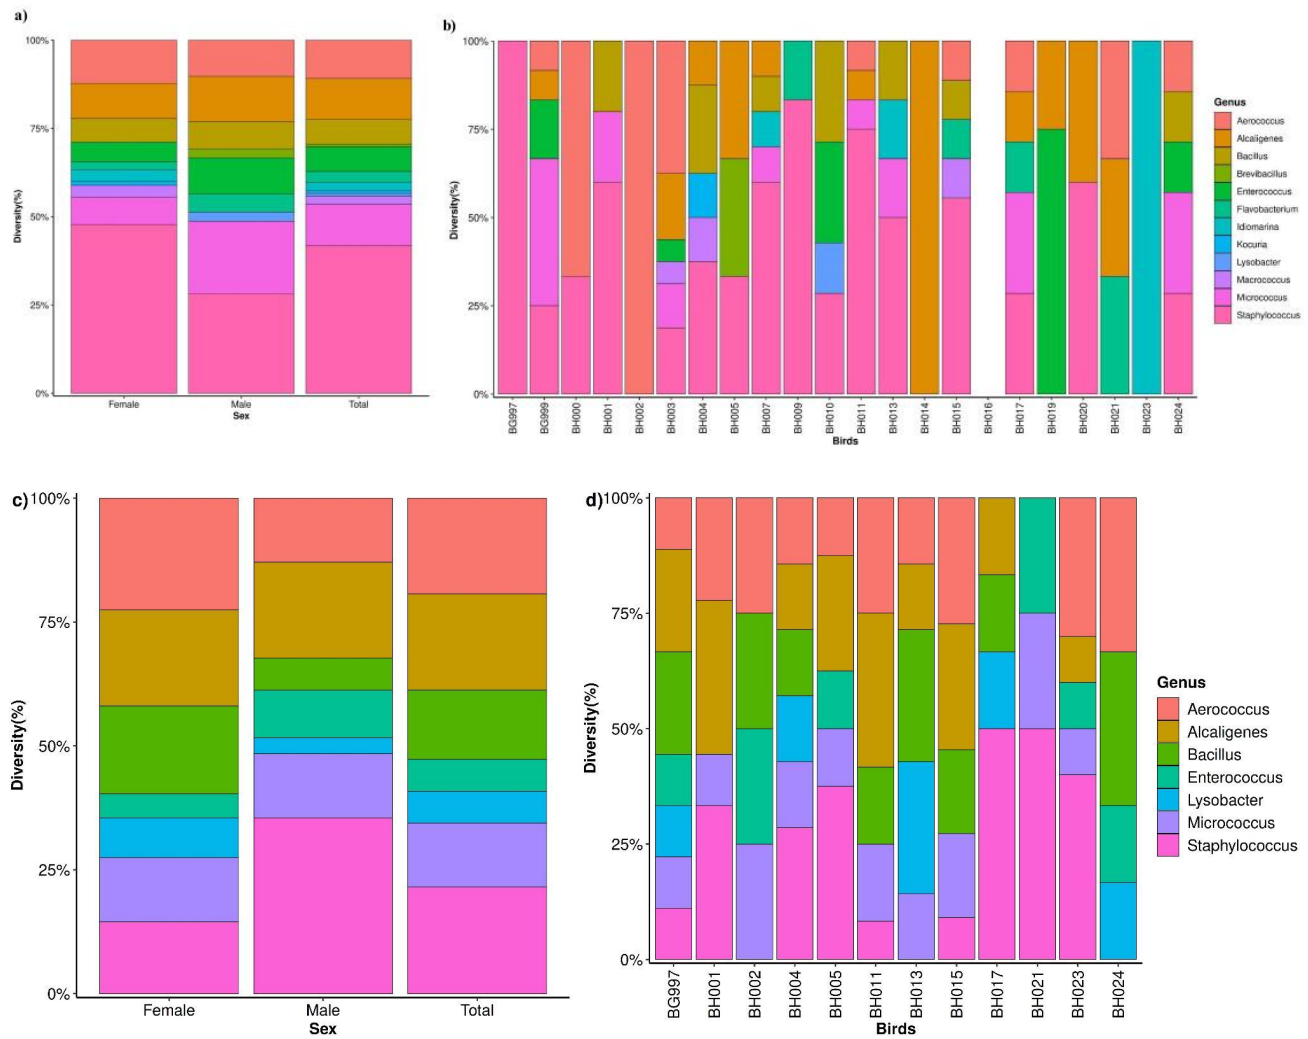 a)
100%
75%
50%
25%
0%
Diversity(%)
Female
Male
Total
Sex
b)
100%
75%
50%
25%
0%
Diversity(%)
BG997
BG999
BH000
BH001
BH002
BH003
BH004
BH005
BH007
BH009
BH010
BH011
BH013
BH014
BH015
BH016
BH017
BH019
BH020
BH021
BH023
BH024
Birds
Genus
Aerococcus
Alcaligenes
Bacillus
Brevibacillus
Enterococcus
Flavobacterium
Idiomarina
Kocuria
Lysobacter
Macrococcus
Micrococcus
Staphylococcus
c)
100%
75%
50%
25%
0%
Diversity(%)
Female
Male
Total
Sex
d)
100%
75%
50%
25%
0%
Diversity(%)
BG997
BH001
BH002
BH004
BH005
BH011
BH013
BH015
BH017
BH021
BH023
BH024
Birds
Genus
Aerococcus
Alcaligenes
Bacillus
Enterococcus
Lysobacter
Micrococcus
Staphylococcus